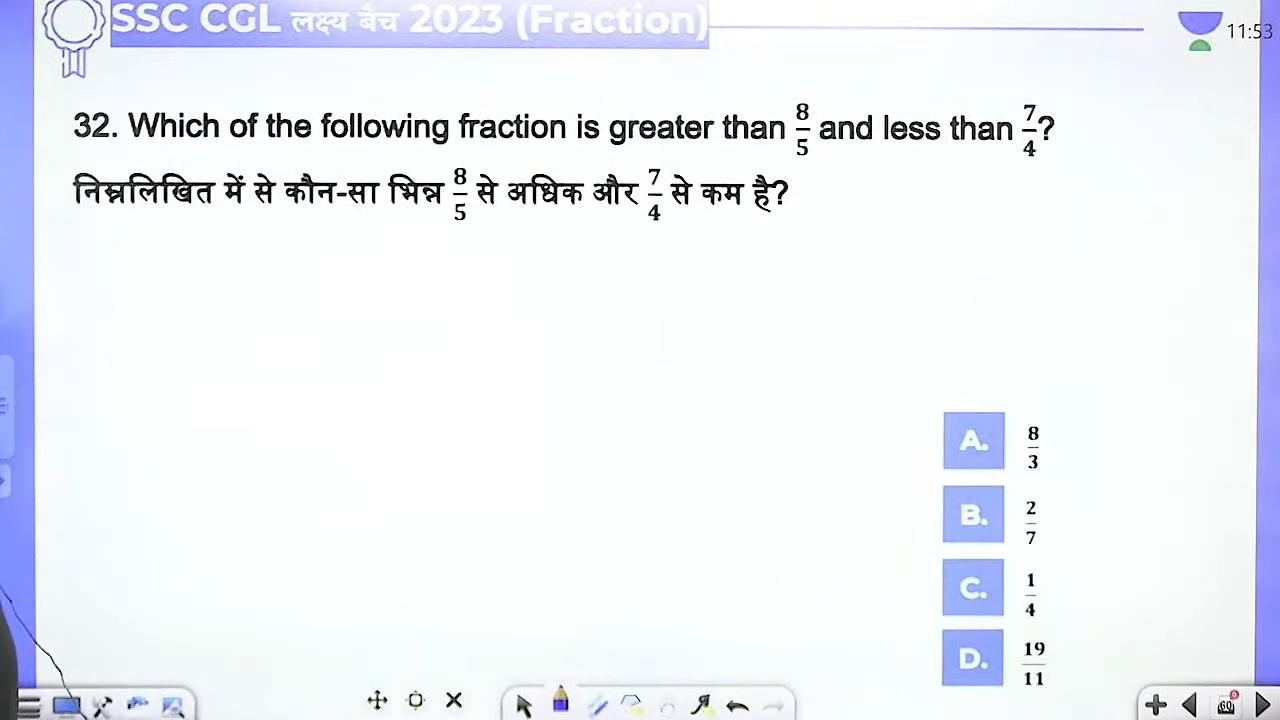 SSC CGL लक्ष्य बैच 2023 (Fraction)
11:53
32. Which of the following fraction is greater than 8/5 and less than 7/4?
निम्नलिखित में से कौन-सा भिन्न 8/5 से अधिक और 7/4 से कम है?
A. 8/3
B. 2/7
C. 1/4
D. 19/11
60